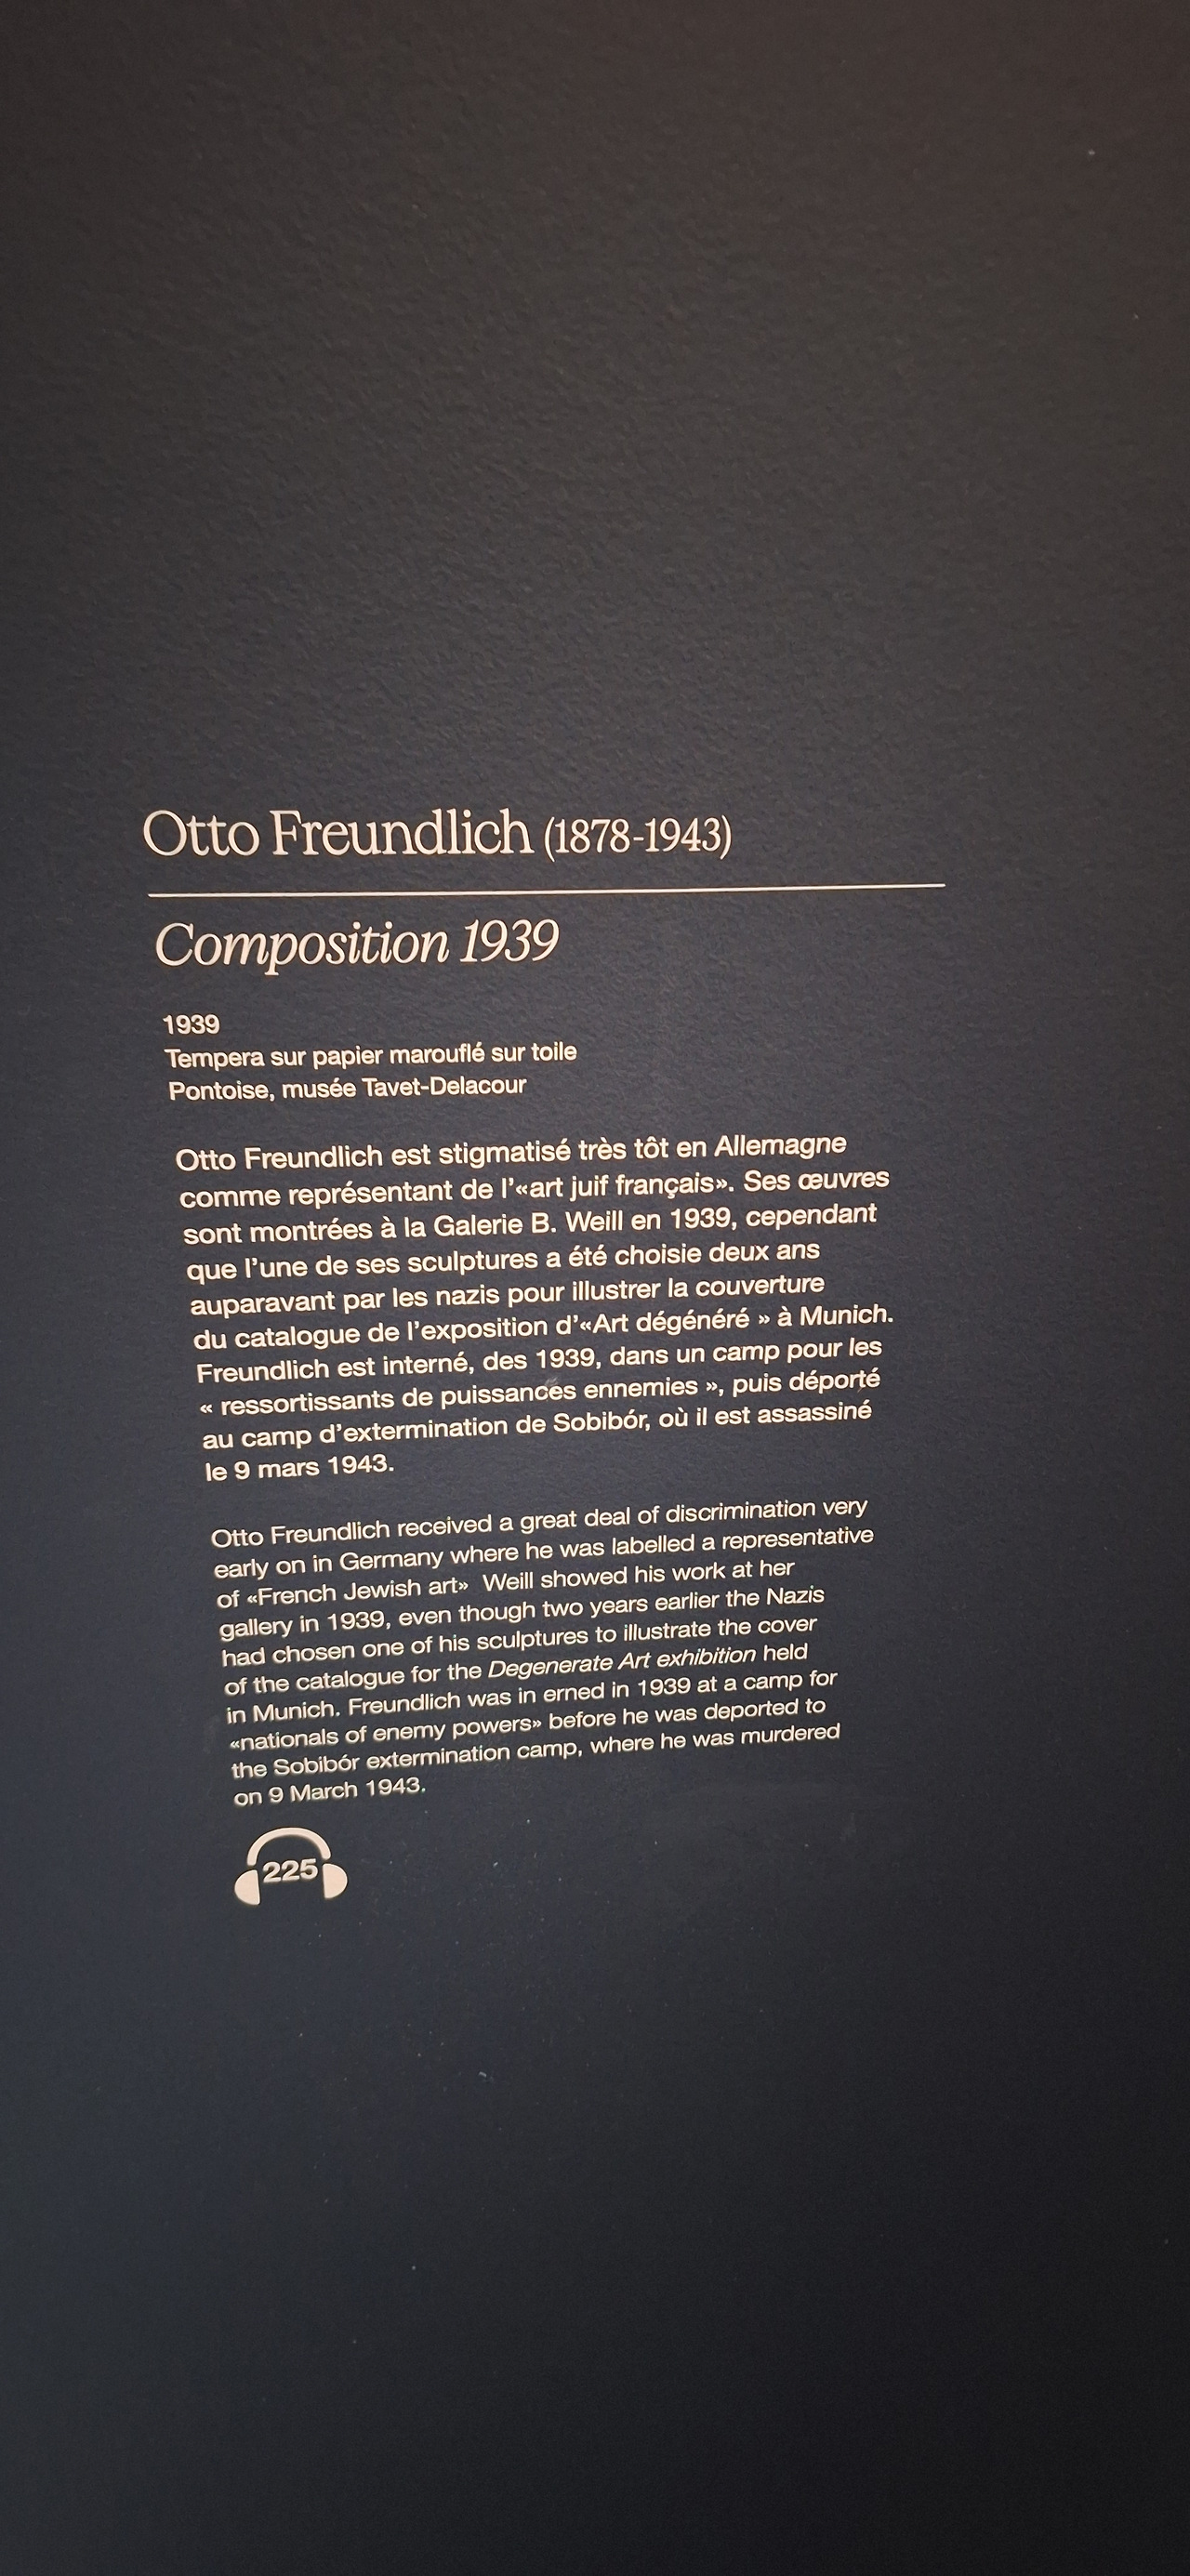 Otto Freundlich (1878-1943)
Composition 1939
1939
Tempera sur papier marouflé sur toile
Pontoise, musée Tavet-Delacour
Otto Freundlich est stigmatisé très tôt en Allemagne
comme représentant de l'«art juif français». Ses œuvres
sont montrées à la Galerie B. Weill en 1939, cependant
que l'une de ses sculptures a été choisie deux ans
auparavant par les nazis pour illustrer la couverture
du catalogue de l'exposition d'«Art dégénéré » à Munich.
Freundlich est interné, des 1939, dans un camp pour les
« ressortissants de puissances ennemies », puis déporté
au camp d'extermination de Sobibór, où il est assassiné
le 9 mars 1943.
Otto Freundlich received a great deal of discrimination very
early on in Germany where he was labelled a representative
of «French Jewish art»  Weill showed his work at her
gallery in 1939, even though two years earlier the Nazis
had chosen one of his sculptures to illustrate the cover
of the catalogue for the Degenerate Art exhibition held
in Munich. Freundlich was in erned in 1939 at a camp for
«nationals of enemy powers» before he was deported to
the Sobibór extermination camp, where he was murdered
on 9 March 1943.
225